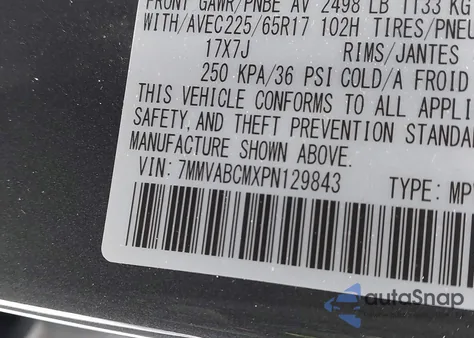 FRONT GAWR/PNBE AV 2498 LB 1133 KG
WITH/AVEC225/65R17 102H TIRES/PNEU
17X7J RIMS/JANTES
250 KPA/36 PSI COLD/A FROID
THIS VEHICLE CONFORMS TO ALL APPLI
SAFETY, AND THEFT PREVENTION STANDA
MANUFACTURE SHOWN ABOVE.
VIN: 7MMVABCMXPN129843 TYPE: MP
autoSnap